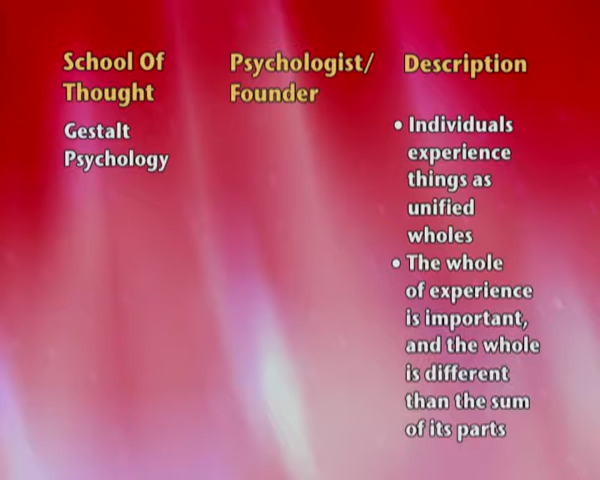 School Of
Thought
Psychologist/
Founder
Description
Gestalt
Psychology
• Individuals
experience
things as
unified
wholes
• The whole
of experience
is important,
and the whole
is different
than the sum
of its parts